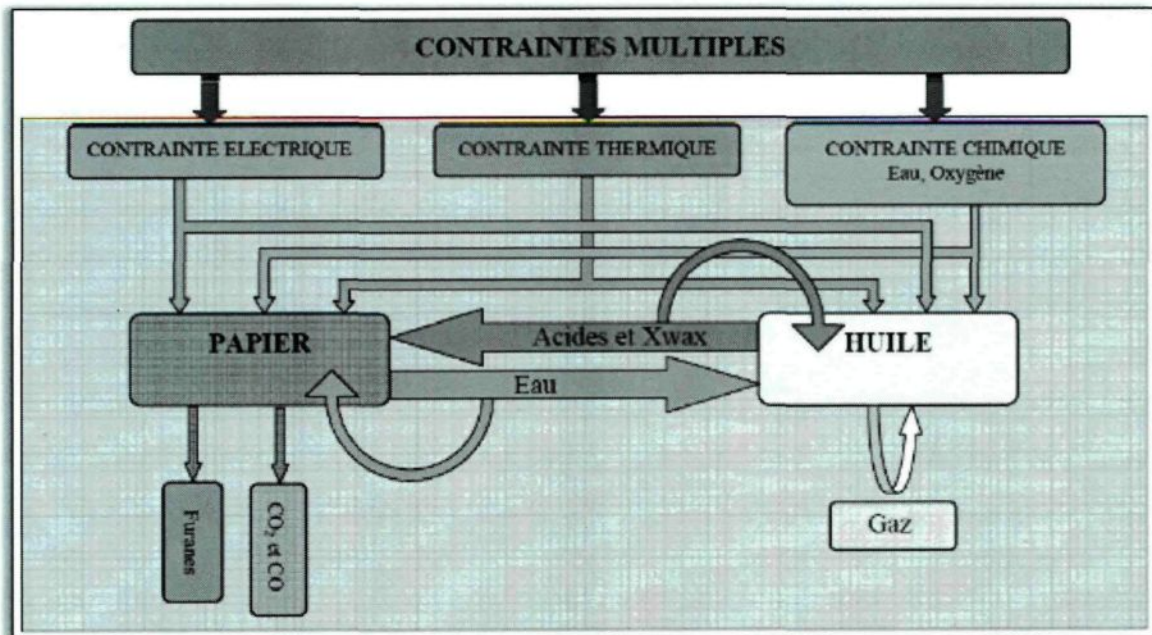 CONTRAINTES MULTIPLES
CONTRAINTE ELECTRIQUE
CONTRAINTE THERMIQUE
CONTRAINTE CHIMIQUE
Eau, Oxygène
PAPIER
Acides et Xwax
HUILE
Eau
Furanes
CO₂ et CO
Gaz